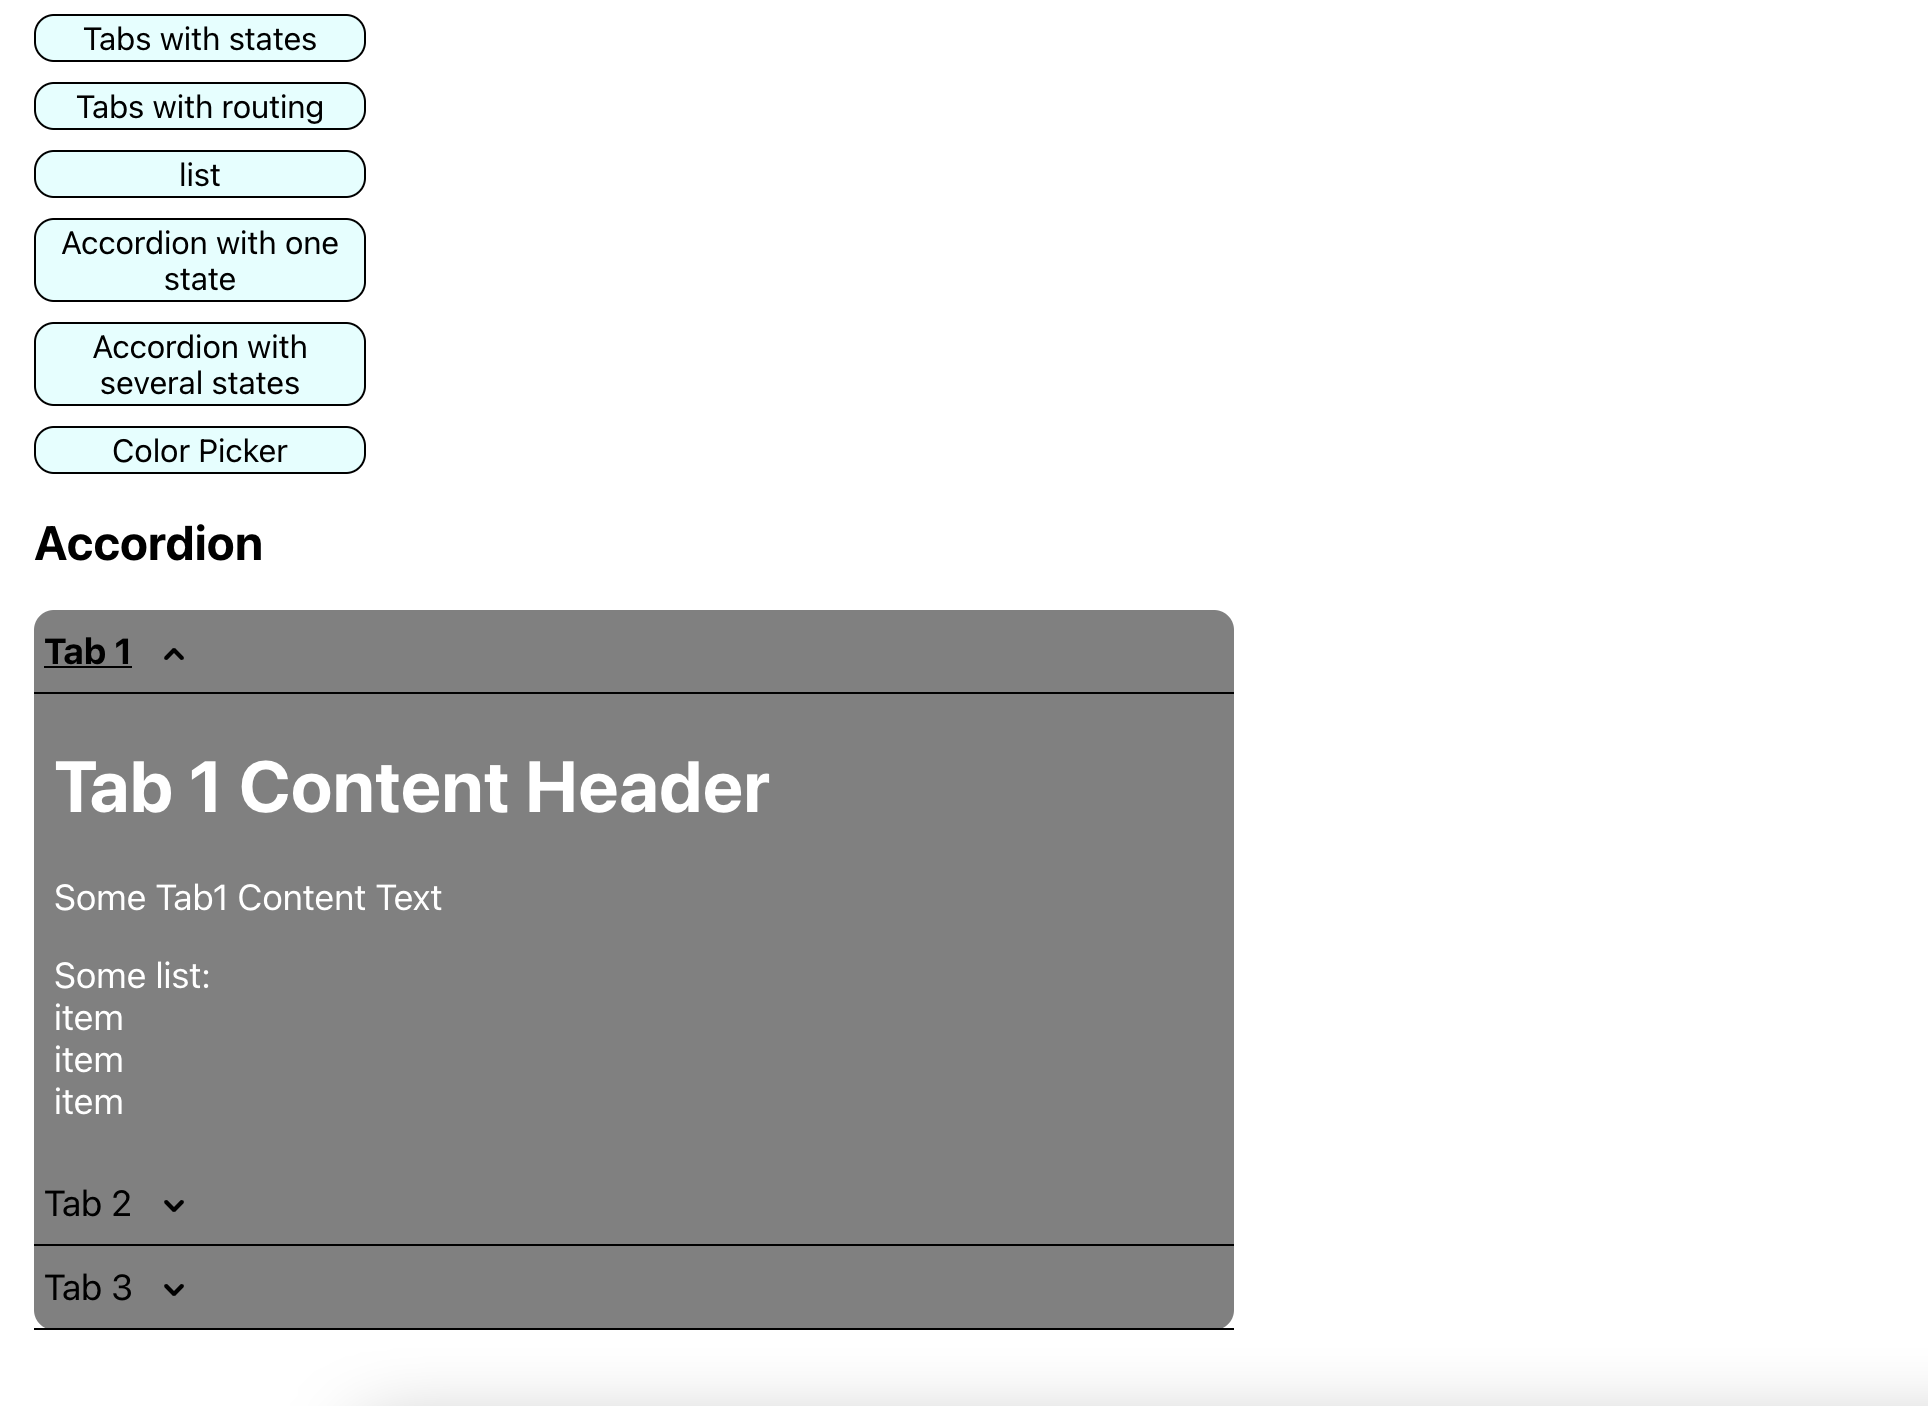 Tabs with states
Tabs with routing
list
Accordion with one
state
Accordion with
several states
Color Picker
Accordion
Tab 1
Tab 1 Content Header
Some Tab1 Content Text
Some list:
item
item
item
Tab 2
Tab 3